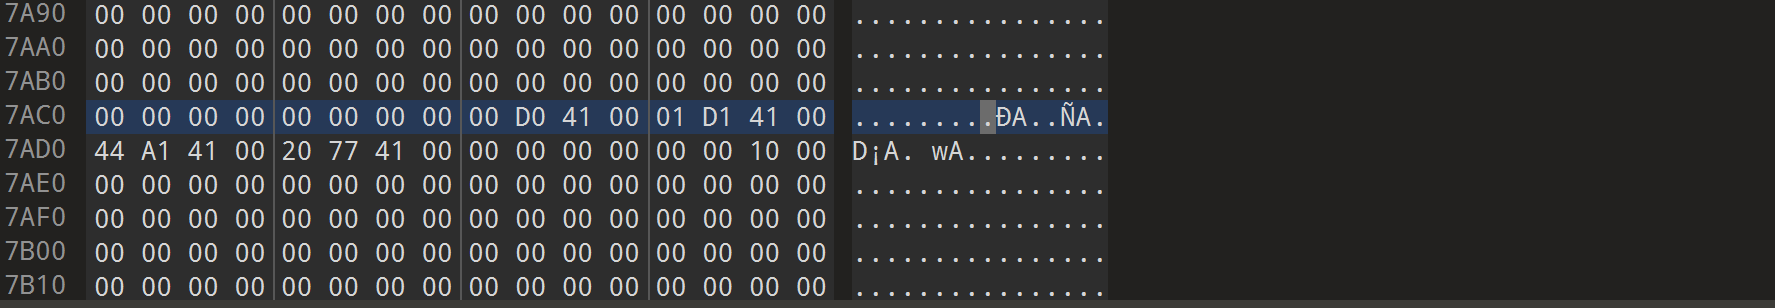 7A90 00 00 00 00 00 00 00 00 00 00 00 00 00 00 00 00 ................
7AA0 00 00 00 00 00 00 00 00 00 00 00 00 00 00 00 00 ................
7AB0 00 00 00 00 00 00 00 00 00 00 00 00 00 00 00 00 ................
7AC0 00 00 00 00 00 00 00 00 00 D0 41 00 01 D1 41 00 .........ÐA..ÑA.
7AD0 44 A1 41 00 20 77 41 00 00 00 00 00 00 00 10 00 D¡A. wA.........
7AE0 00 00 00 00 00 00 00 00 00 00 00 00 00 00 00 00 ................
7AF0 00 00 00 00 00 00 00 00 00 00 00 00 00 00 00 00 ................
7B00 00 00 00 00 00 00 00 00 00 00 00 00 00 00 00 00 ................
7B10 00 00 00 00 00 00 00 00 00 00 00 00 00 00 00 00 ................